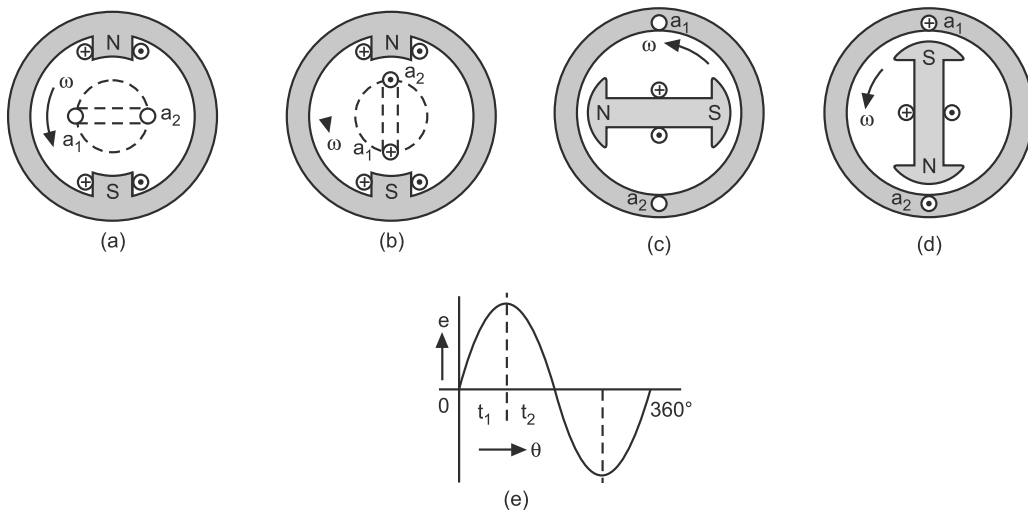 N
ω
a1
a2
S
(a)
N
a2
ω
a1
S
(b)
a1
ω
N
S
a2
(c)
a1
S
ω
N
a2
(d)
e
0
t1
t2
360°
θ
(e)